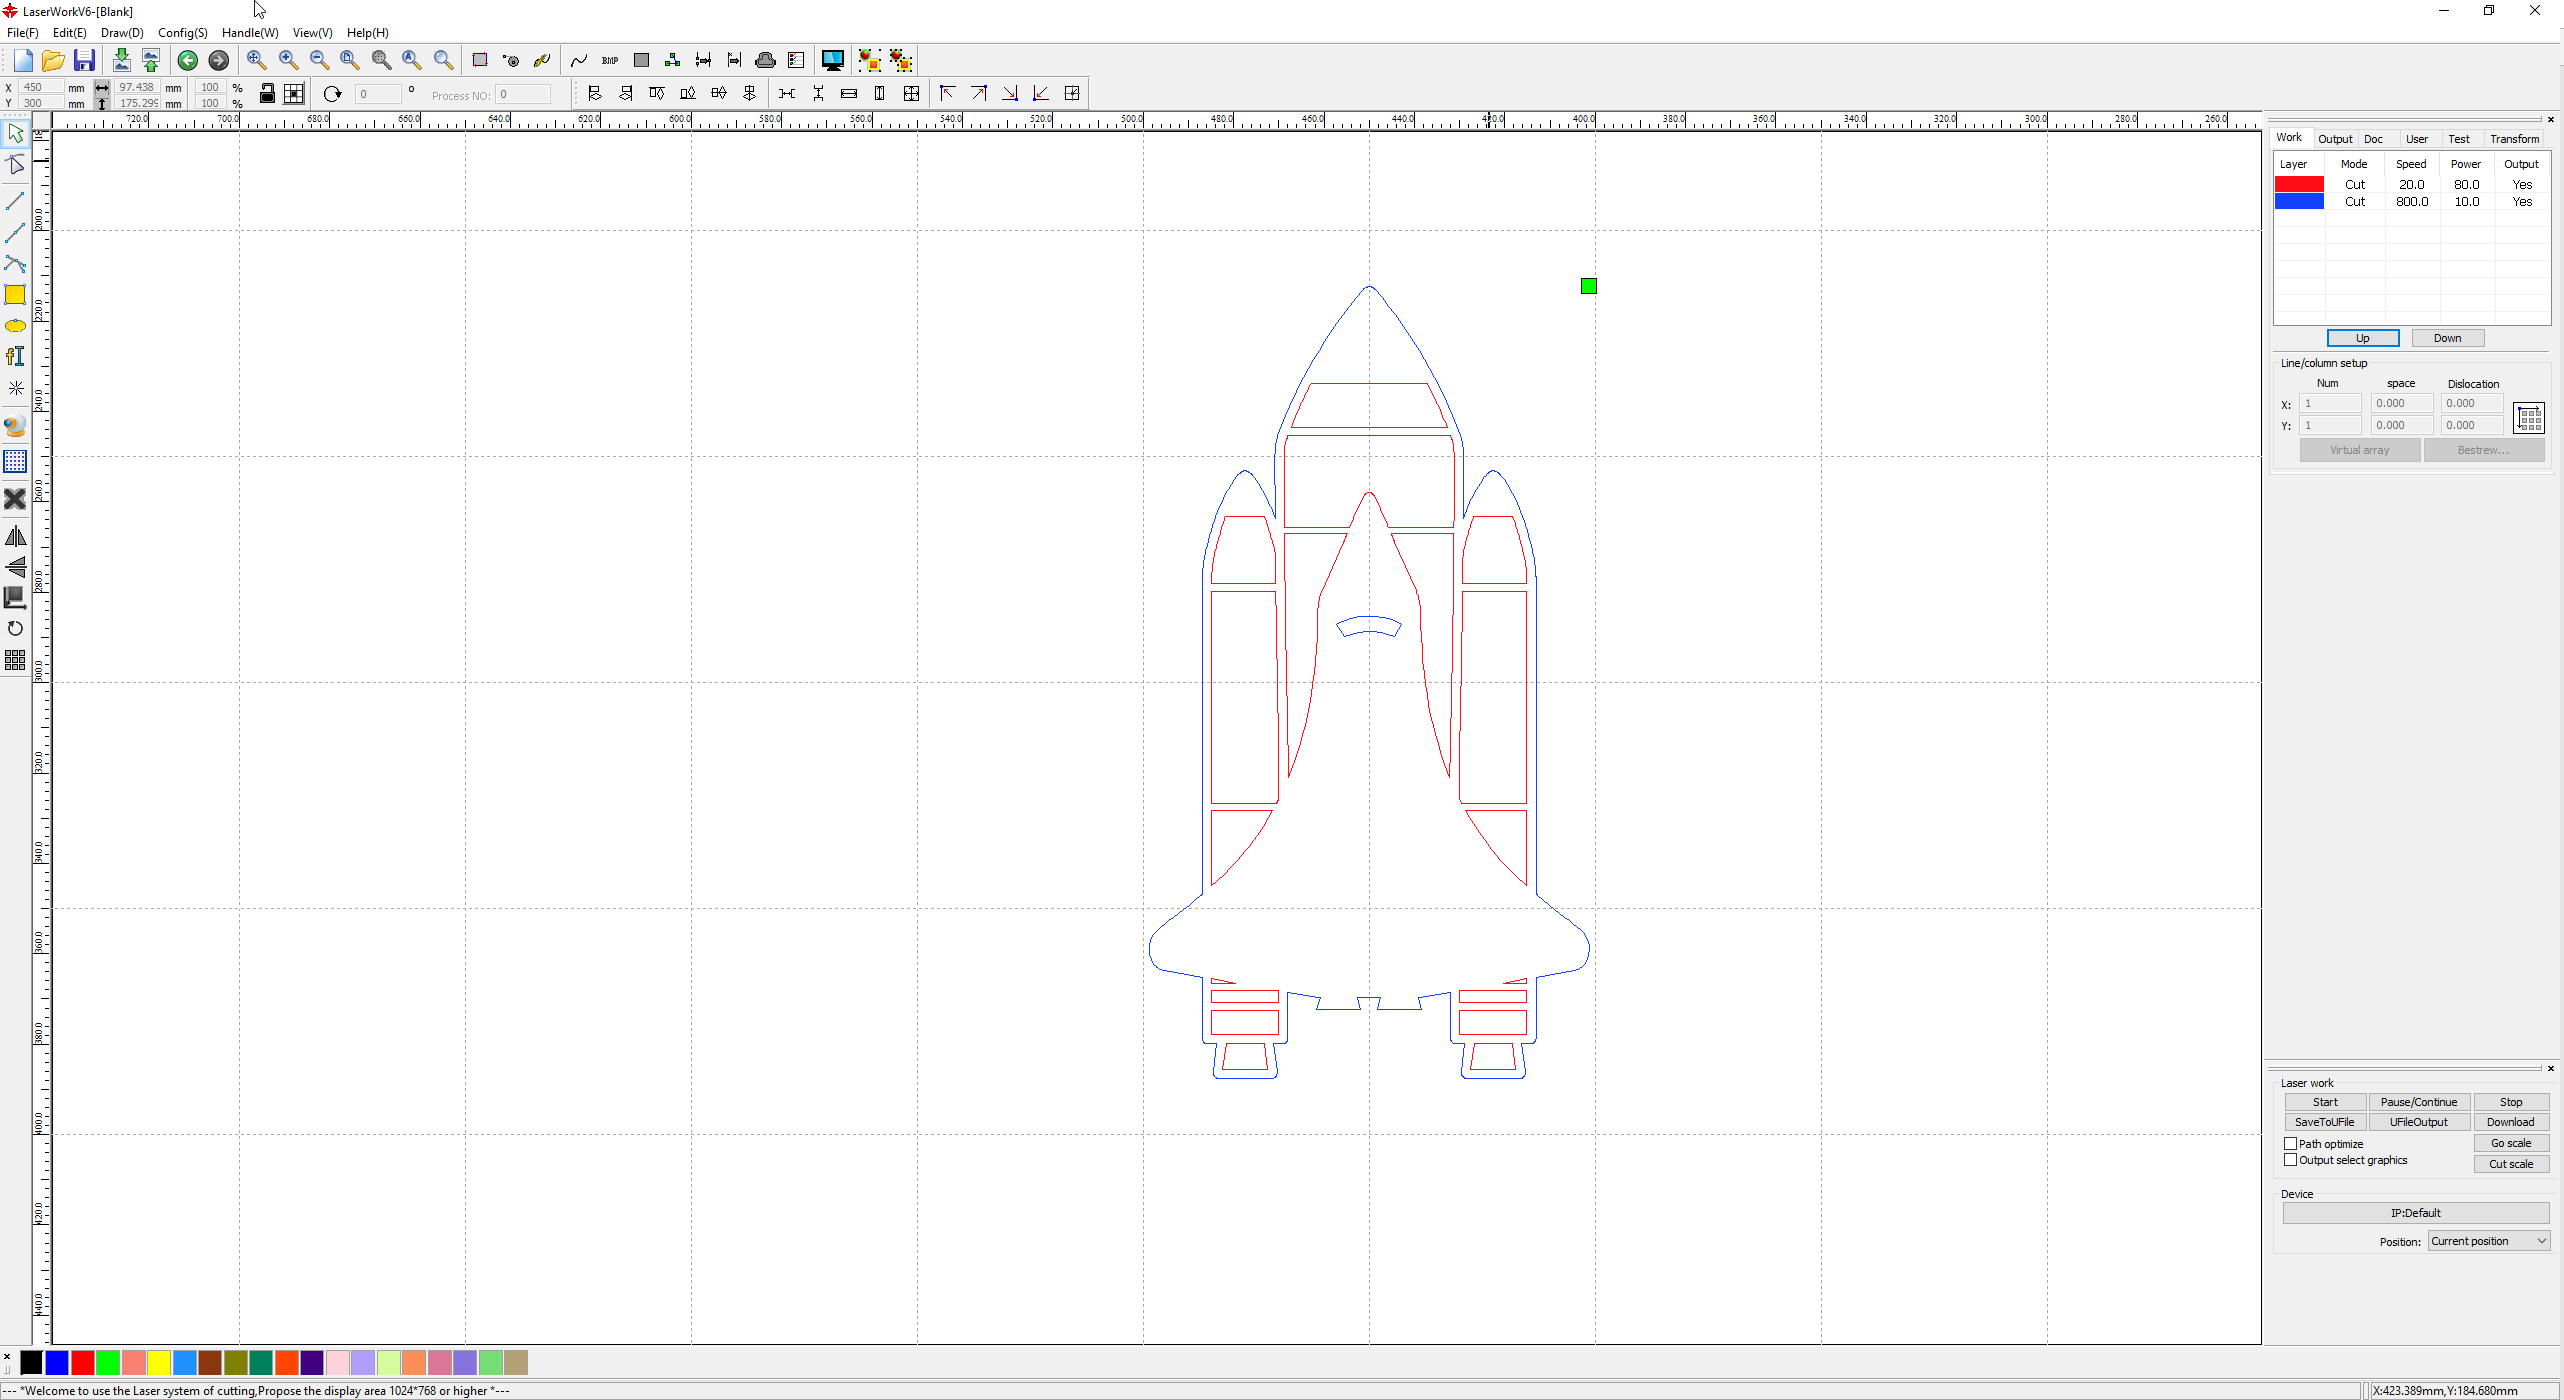 LaserWorkV6-[Blank]
File(F) Edit(E) Draw(D) Config(S) Handle(W) View(V) Help(H)
BMP
X 450 mm 97.438 mm 100 %
Y 300 mm 175.299 mm 100 %
0 ° Process NO: 0
720.0 700.0 680.0 660.0 640.0 620.0 600.0 580.0 560.0 540.0 520.0 500.0 480.0 460.0 440.0 420.0 400.0 380.0 360.0 340.0 320.0 300.0 280.0 260.0
200.0
220.0
240.0
260.0
280.0
300.0
320.0
340.0
360.0
380.0
400.0
420.0
440.0
Work Output Doc User Test Transform
Layer Mode Speed Power Output
Cut 20.0 80.0 Yes
Cut 800.0 10.0 Yes
Up Down
Line/column setup
Num space Dislocation
X: 1 0.000 0.000
Y: 1 0.000 0.000
Virtual array Bestrew...
Laser work
Start Pause/Continue Stop
SaveToUFile UFileOutput Download
Path optimize Go scale
Output select graphics Cut scale
Device
IP:Default
Position: Current position
--- *Welcome to use the Laser system of cutting,Propose the display area 1024*768 or higher *---
X:423.389mm,Y:184.680mm